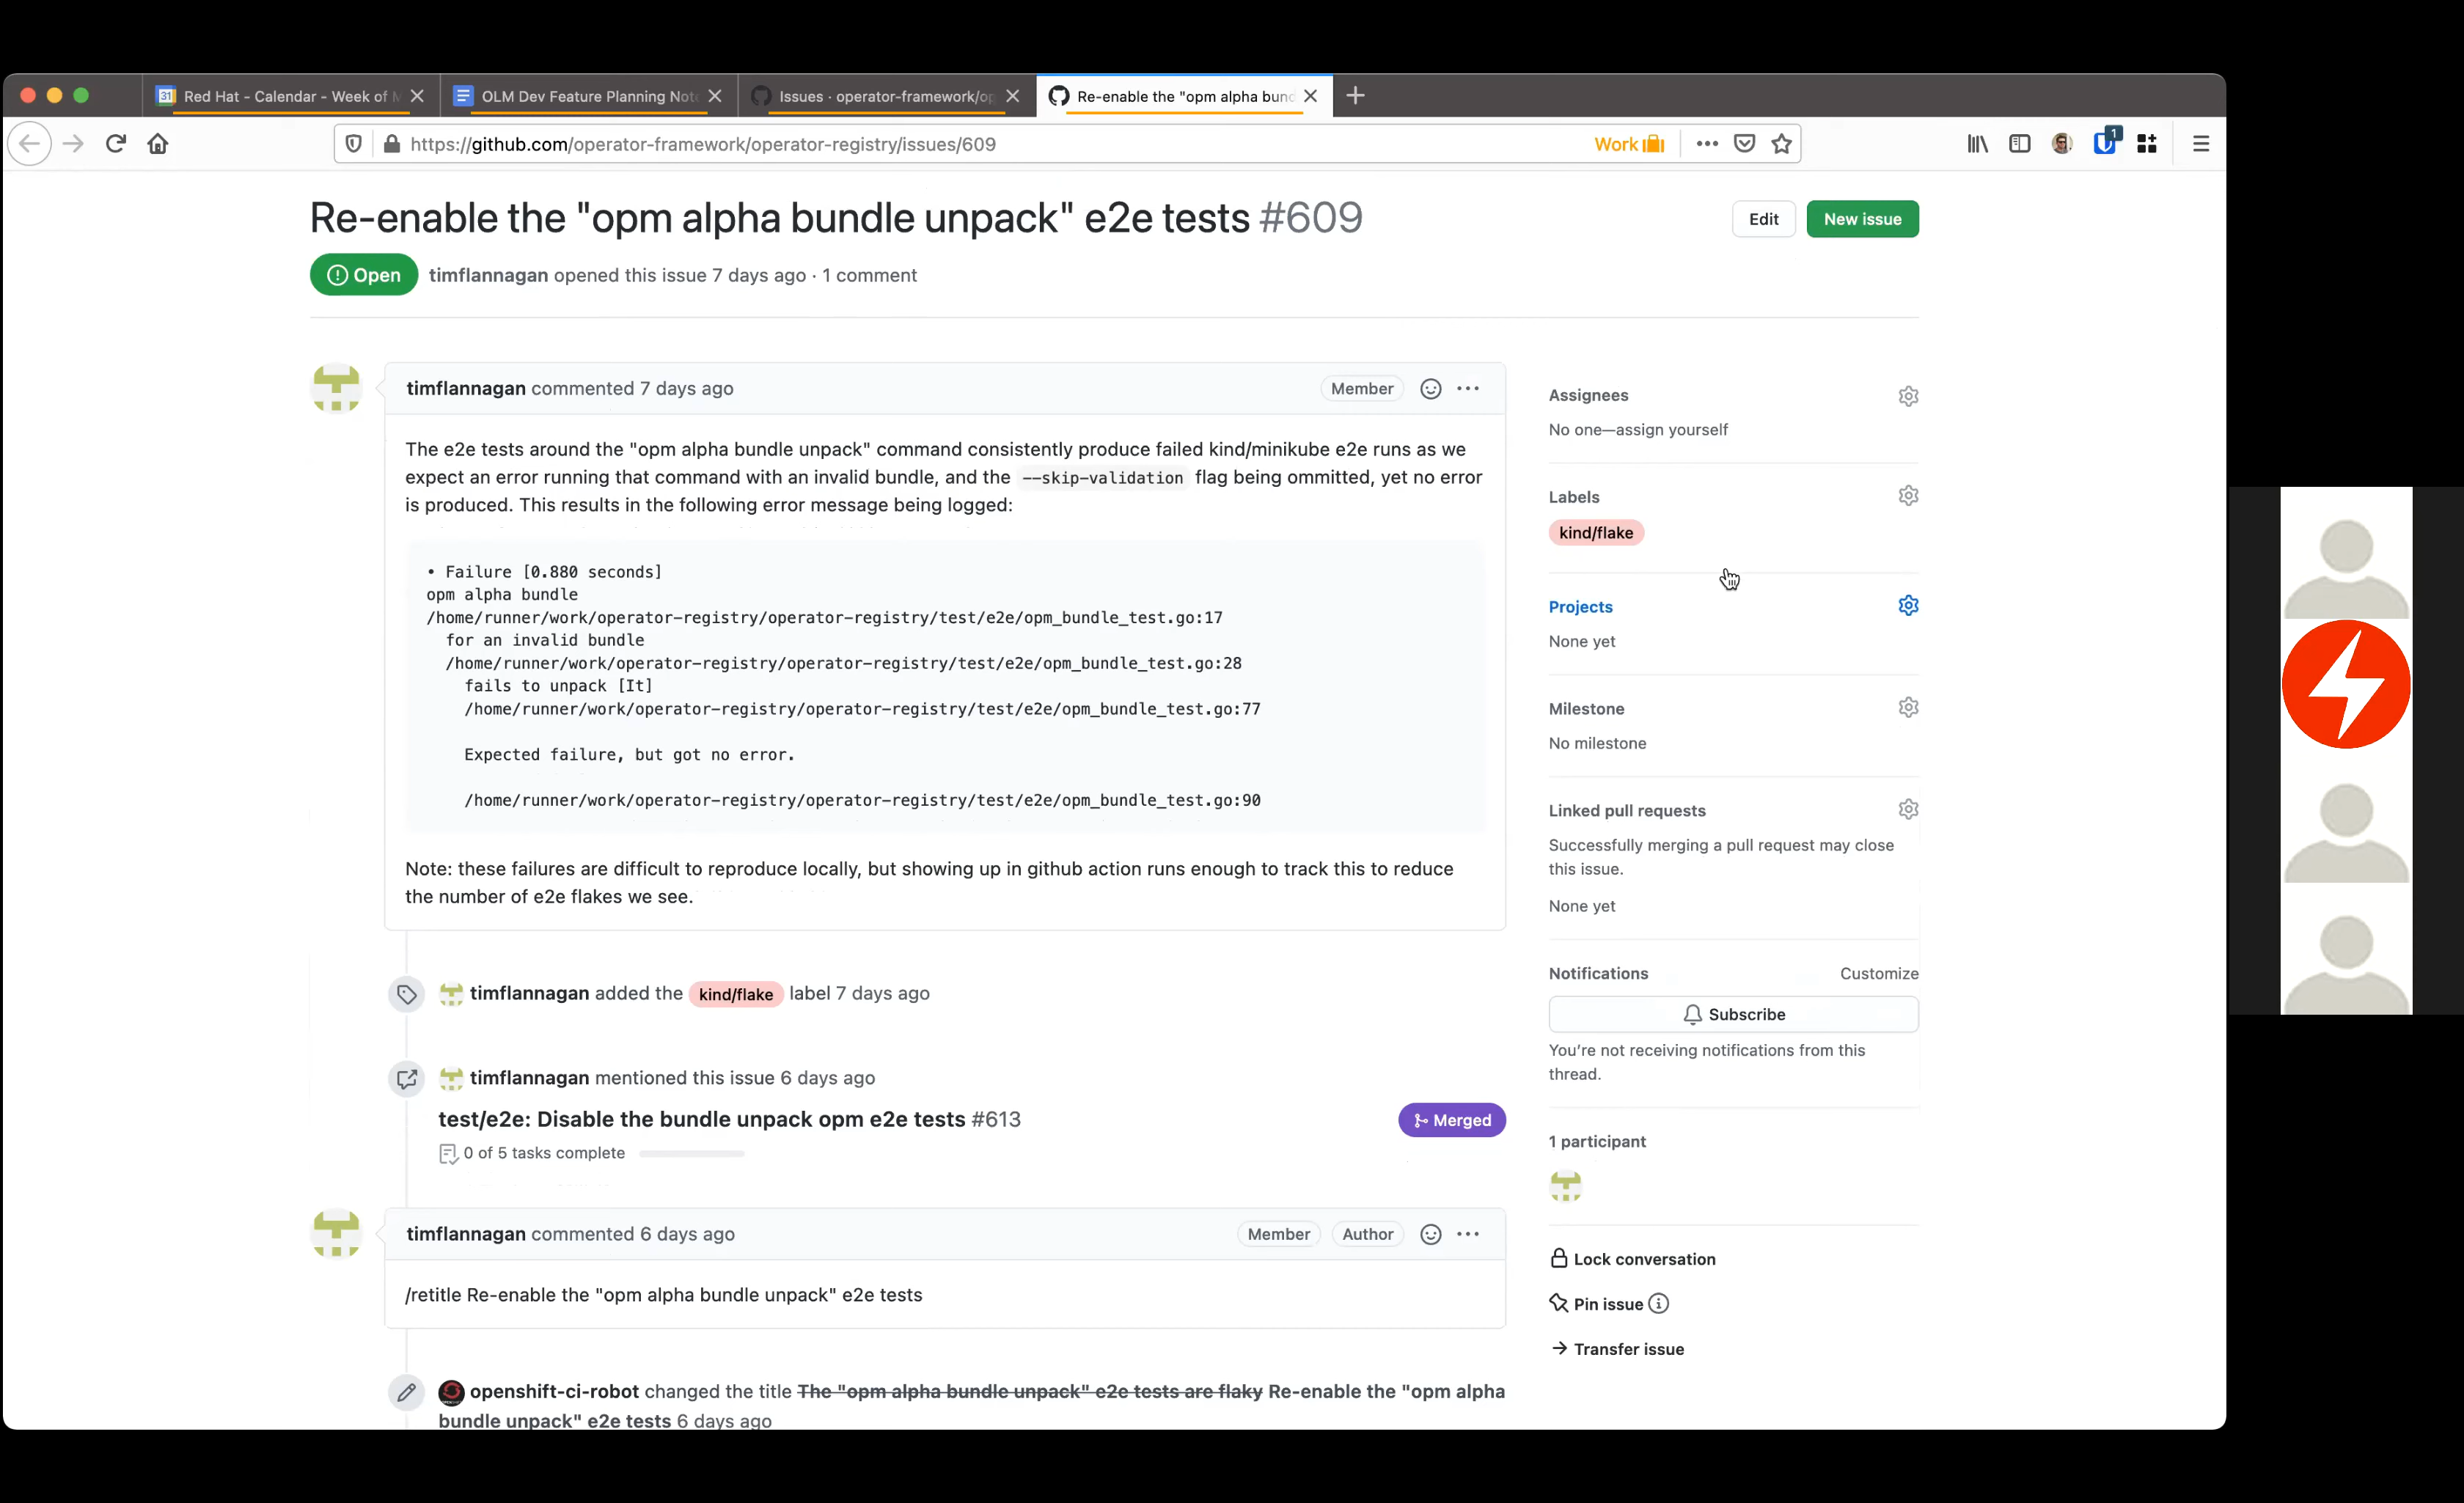 Red Hat - Calendar - Week of M
OLM Dev Feature Planning Note
Issues · operator-framework/op
Re-enable the "opm alpha bund
https://github.com/operator-framework/operator-registry/issues/609
Work
1
Re-enable the "opm alpha bundle unpack" e2e tests #609
Edit
New issue
Open
timflannagan opened this issue 7 days ago · 1 comment
timflannagan commented 7 days ago
Member
The e2e tests around the "opm alpha bundle unpack" command consistently produce failed kind/minikube e2e runs as we
expect an error running that command with an invalid bundle, and the --skip-validation flag being ommitted, yet no error
is produced. This results in the following error message being logged:
• Failure [0.880 seconds]
opm alpha bundle
/home/runner/work/operator-registry/operator-registry/test/e2e/opm_bundle_test.go:17
for an invalid bundle
/home/runner/work/operator-registry/operator-registry/test/e2e/opm_bundle_test.go:28
fails to unpack [It]
/home/runner/work/operator-registry/operator-registry/test/e2e/opm_bundle_test.go:77
Expected failure, but got no error.
/home/runner/work/operator-registry/operator-registry/test/e2e/opm_bundle_test.go:90
Note: these failures are difficult to reproduce locally, but showing up in github action runs enough to track this to reduce
the number of e2e flakes we see.
timflannagan added the kind/flake label 7 days ago
timflannagan mentioned this issue 6 days ago
test/e2e: Disable the bundle unpack opm e2e tests #613
Merged
0 of 5 tasks complete
timflannagan commented 6 days ago
Member
Author
/retitle Re-enable the "opm alpha bundle unpack" e2e tests
openshift-ci-robot changed the title The "opm alpha bundle unpack" e2e tests are flaky Re-enable the "opm alpha
bundle unpack" e2e tests 6 days ago
Assignees
No one—assign yourself
Labels
kind/flake
Projects
None yet
Milestone
No milestone
Linked pull requests
Successfully merging a pull request may close
this issue.
None yet
Notifications
Customize
Subscribe
You're not receiving notifications from this
thread.
1 participant
Lock conversation
Pin issue
Transfer issue